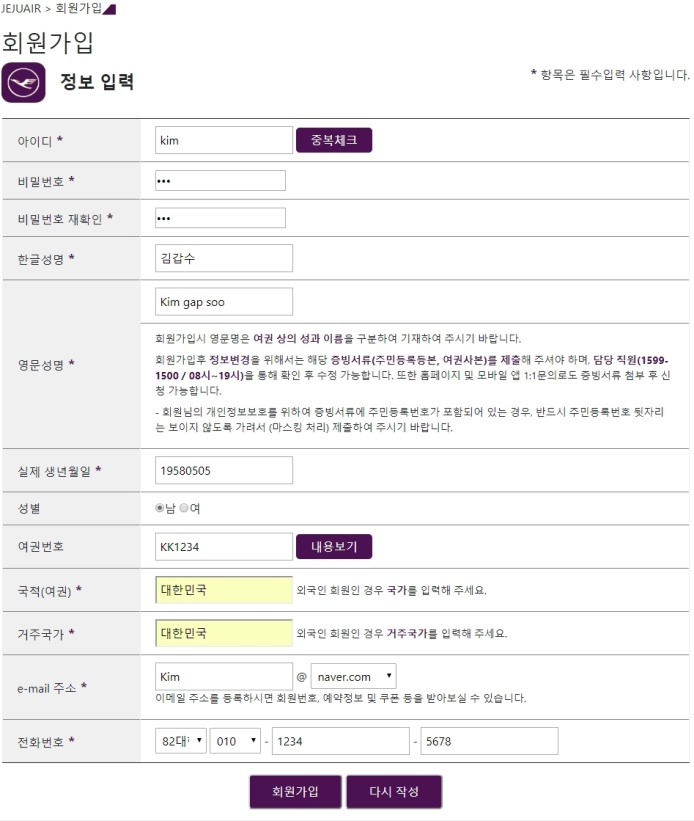 JEJUAIR > 회원가입
회원가입
정보 입력
* 항목은 필수입력 사항입니다.
아이디 *
kim
중복체크
비밀번호 *
•••
비밀번호 재확인 *
•••
한글성명 *
김갑수
영문성명 *
Kim gap soo
회원가입시 영문명은 여권 상의 성과 이름을 구분하여 기재하여 주시기 바랍니다.
회원가입후 정보변경을 위해서는 해당 증빙서류(주민등록등본, 여권사본)를 제출해 주셔야 하며, 담당 직원(1599-
1500 / 08시~19시)을 통해 확인 후 수정 가능합니다. 또한 홈페이지 및 모바일 앱 1:1문의로도 증빙서류 첨부 후 신
청 가능합니다.
- 회원님의 개인정보보호를 위하여 증빙서류에 주민등록번호가 포함되어 있는 경우, 반드시 주민등록번호 뒷자리
는 보이지 않도록 가려서 (마스킹 처리) 제출하여 주시기 바랍니다.
실제 생년월일 *
19580505
성별
남 여
여권번호
KK1234
내용보기
국적(여권) *
대한민국
외국인 회원인 경우 국가를 입력해 주세요.
거주국가 *
대한민국
외국인 회원인 경우 거주국가를 입력해 주세요.
e-mail 주소 *
Kim
@
naver.com
이메일 주소를 등록하시면 회원번호, 예약정보 및 쿠폰 등을 받아보실 수 있습니다.
전화번호 *
82대
010
- 1234
- 5678
회원가입
다시 작성